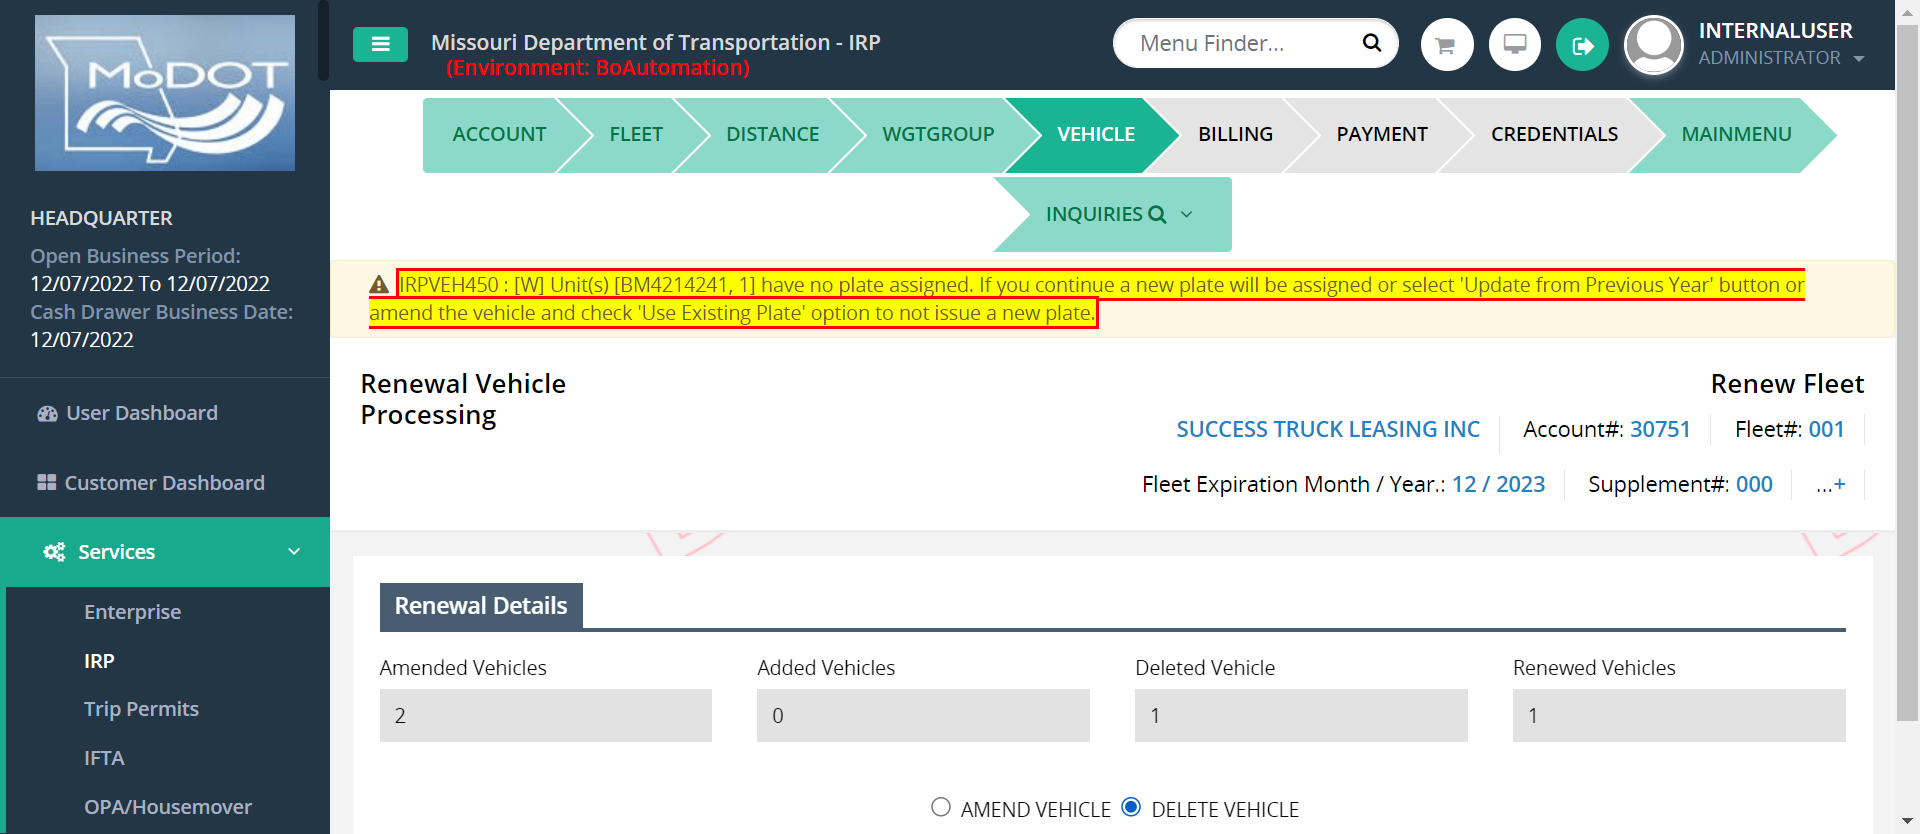 MoDOT
Missouri Department of Transportation - IRP
(Environment: BoAutomation)
Menu Finder...
INTERNALUSER
ADMINISTRATOR
HEADQUARTER
Open Business Period:
12/07/2022 To 12/07/2022
Cash Drawer Business Date:
12/07/2022
User Dashboard
Customer Dashboard
Services
Enterprise
IRP
Trip Permits
IFTA
OPA/Housemover
ACCOUNT FLEET DISTANCE WGTGROUP VEHICLE BILLING PAYMENT CREDENTIALS MAINMENU
INQUIRIES
IRPVEH450 : [W] Unit(s) [BM4214241, 1] have no plate assigned. If you continue a new plate will be assigned or select 'Update from Previous Year' button or
amend the vehicle and check 'Use Existing Plate' option to not issue a new plate.
Renewal Vehicle
Processing
Renew Fleet
SUCCESS TRUCK LEASING INC Account#: 30751 Fleet#: 001
Fleet Expiration Month / Year.: 12 / 2023 Supplement#: 000 ...+
Renewal Details
Amended Vehicles Added Vehicles Deleted Vehicle Renewed Vehicles
2 0 1 1
AMEND VEHICLE DELETE VEHICLE